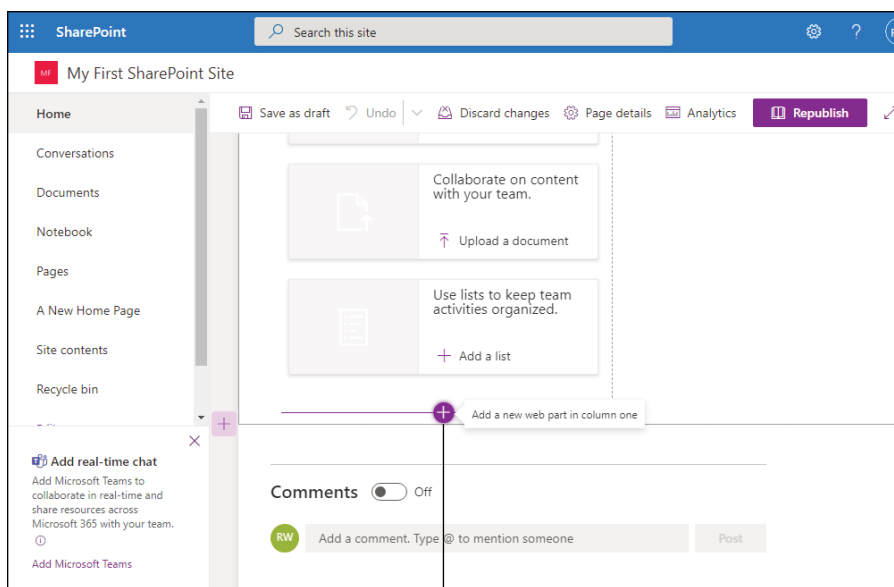 SharePoint
Search this site
?
MF
My First SharePoint Site
Home
Conversations
Documents
Notebook
Pages
A New Home Page
Site contents
Recycle bin
Save as draft
Undo
Discard changes
Page details
Analytics
Republish
Collaborate on content
with your team.
Upload a document
Use lists to keep team
activities organized.
Add a list
Add a new web part in column one
Add real-time chat
Add Microsoft Teams to
collaborate in real-time and
share resources across
Microsoft 365 with your team.
Add Microsoft Teams
Comments
Off
RW
Add a comment. Type @ to mention someone
Post